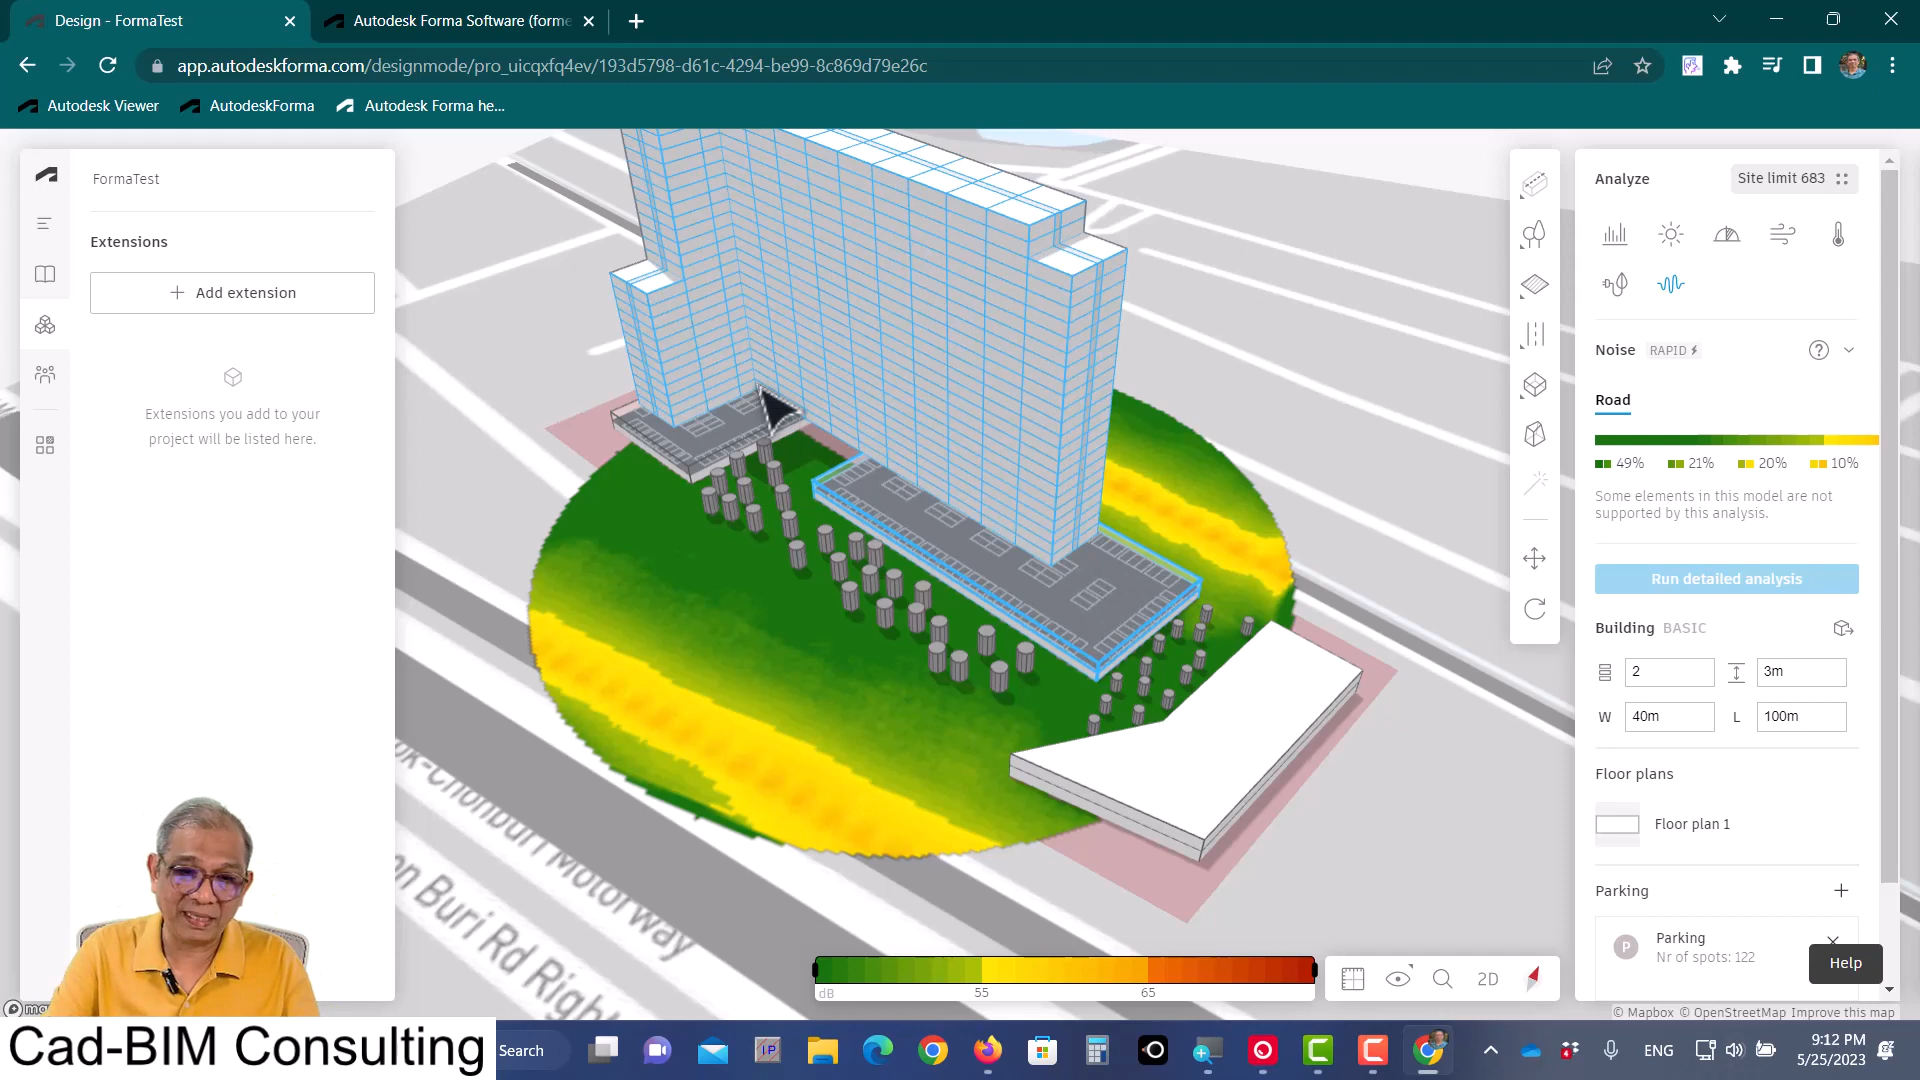 Design - FormaTest
Autodesk Forma Software (forme
app.autodeskforma.com/designmode/pro_uicqxfq4ev/193d5798-d61c-4294-be99-8c869d79e26c
Autodesk Viewer
AutodeskForma
Autodesk Forma he...
FormaTest
Extensions
Add extension
Extensions you add to your
project will be listed here.
Analyze
Site limit 683
Noise RAPID
Road
49% 21% 20% 10%
Some elements in this model are not
supported by this analysis.
Run detailed analysis
Building BASIC
2 3m
W 40m L 100m
Floor plans
Floor plan 1
Parking
P Parking
Nr of spots: 122
Help
ok-Chonburi Motorway
on Buri Rd Right
dB 55 65
2D
© Mapbox © OpenStreetMap Improve this map
Cad-BIM Consulting
Search
IP
ENG
9:12 PM
5/25/2023